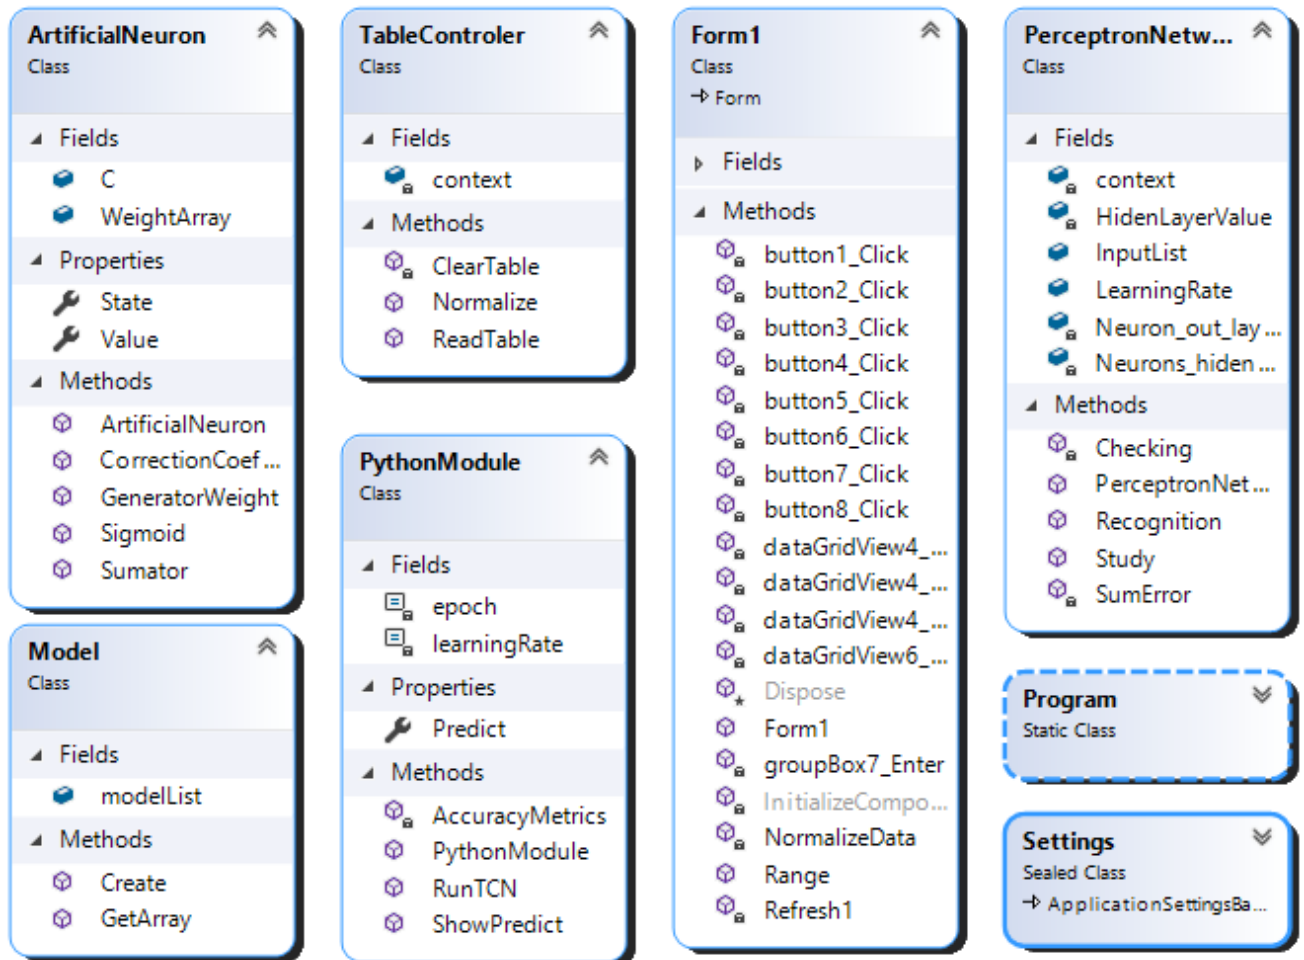 ArtificialNeuron
Class
Fields
C
WeightArray
Properties
State
Value
Methods
ArtificialNeuron
CorrectionCoef...
GeneratorWeight
Sigmoid
Sumator
Model
Class
Fields
modelList
Methods
Create
GetArray
TableControler
Class
Fields
context
Methods
ClearTable
Normalize
ReadTable
PythonModule
Class
Fields
epoch
learningRate
Properties
Predict
Methods
AccuracyMetrics
PythonModule
RunTCN
ShowPredict
Form1
Class
Form
Fields
Methods
button1_Click
button2_Click
button3_Click
button4_Click
button5_Click
button6_Click
button7_Click
button8_Click
dataGridView4_...
dataGridView4_...
dataGridView4_...
dataGridView6_...
Dispose
Form1
groupBox7_Enter
InitializeCompo...
NormalizeData
Range
Refresh1
PerceptronNetw...
Class
Fields
context
HidenLayerValue
InputList
LearningRate
Neuron_out_lay...
Neurons_hiden...
Methods
Checking
PerceptronNet...
Recognition
Study
SumError
Program
Static Class
Settings
Sealed Class
ApplicationSettingsBa...